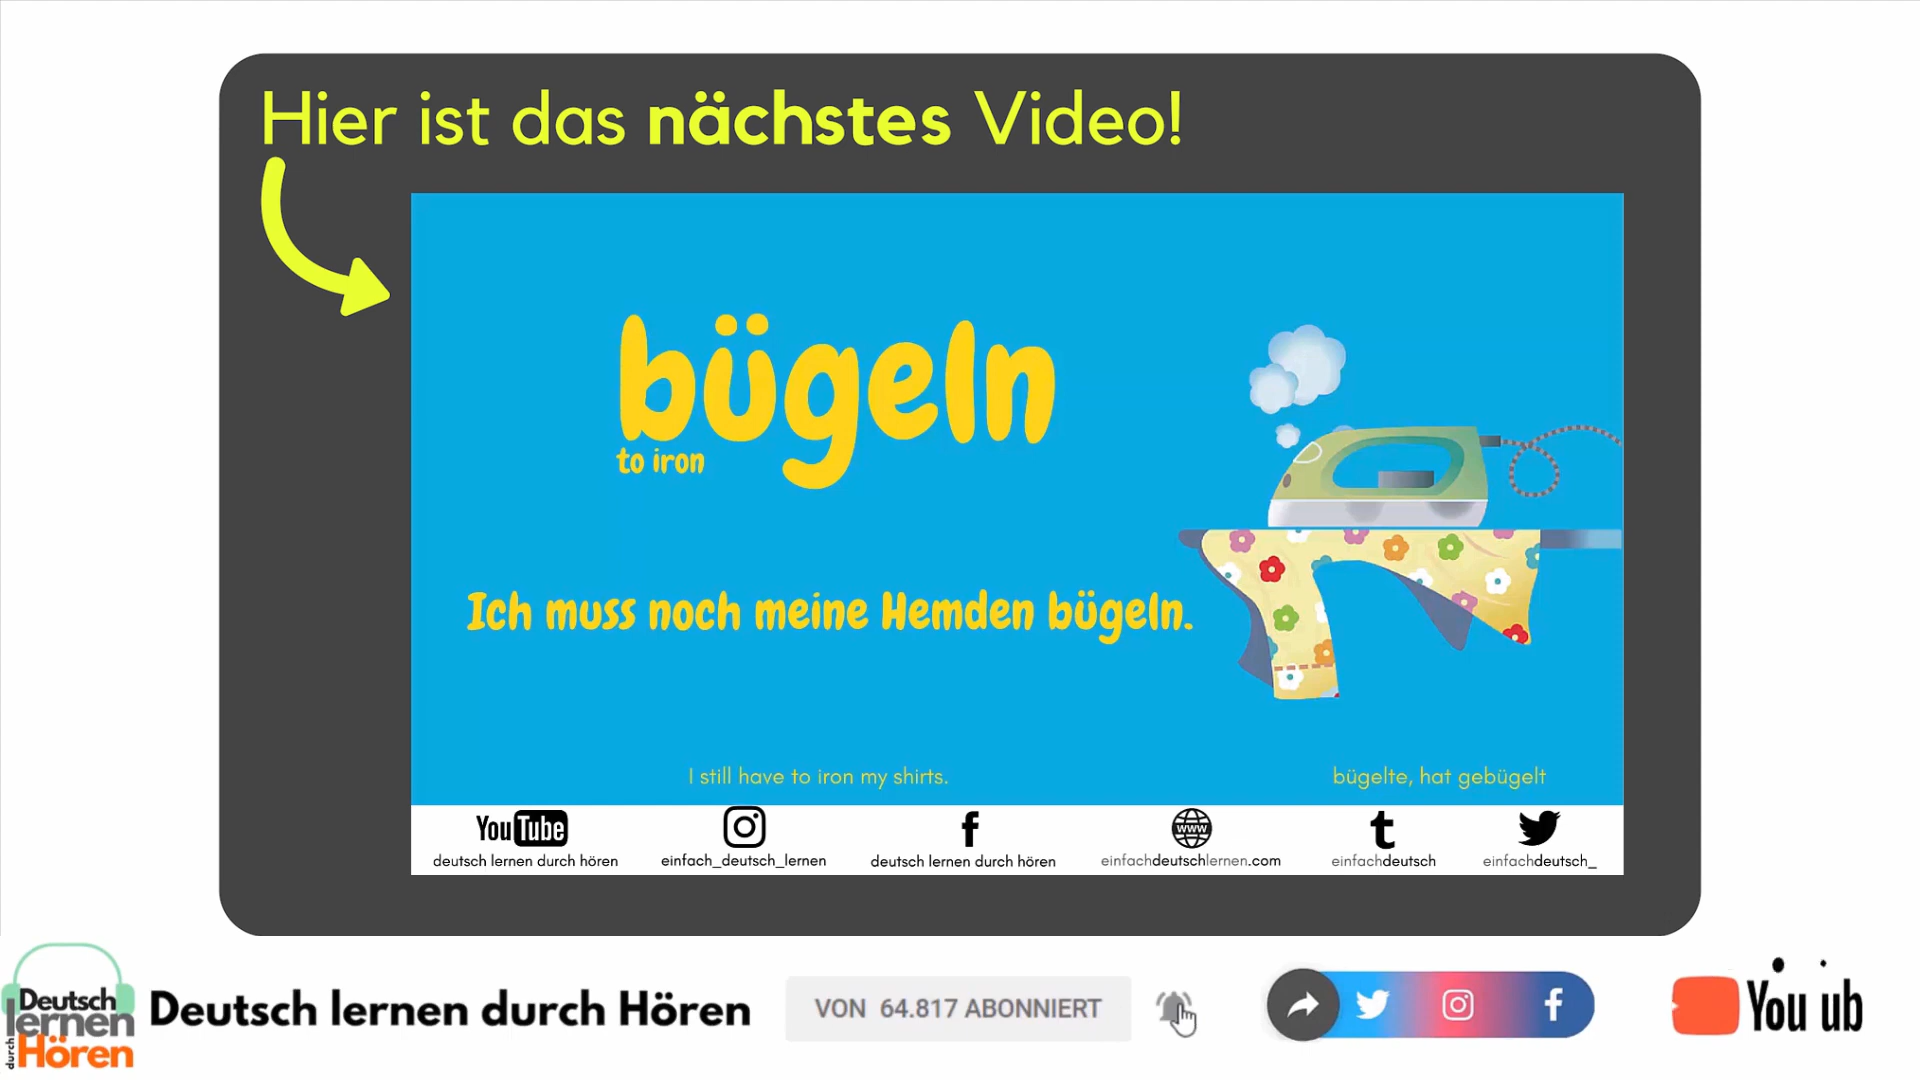 Hier ist das nächstes Video!
bügeln
to iron
Ich muss noch meine Hemden bügeln.
I still have to iron my shirts.
bügelte, hat gebügelt
YouTube
deutsch lernen durch hören
einfach_deutsch_lernen
deutsch lernen durch hören
www
einfachdeutschlernen.com
einfachdeutsch
einfachdeutsch_
Deutsch
lernen
durch
Hören
Deutsch lernen durch Hören
VON 64.817 ABONNIERT
You ub